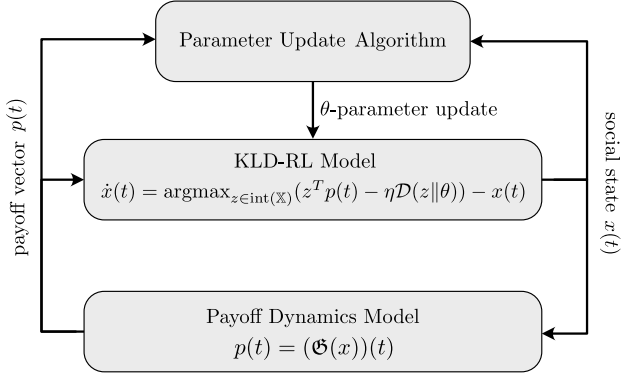 Parameter Update Algorithm
θ-parameter update
KLD-RL Model
ẋ(t) = argmax_{z∈int(𝕏)}(z^T p(t) − η𝒟(z∥θ)) − x(t)
Payoff Dynamics Model
p(t) = (𝕲(x))(t)
payoff vector p(t)
social state x(t)